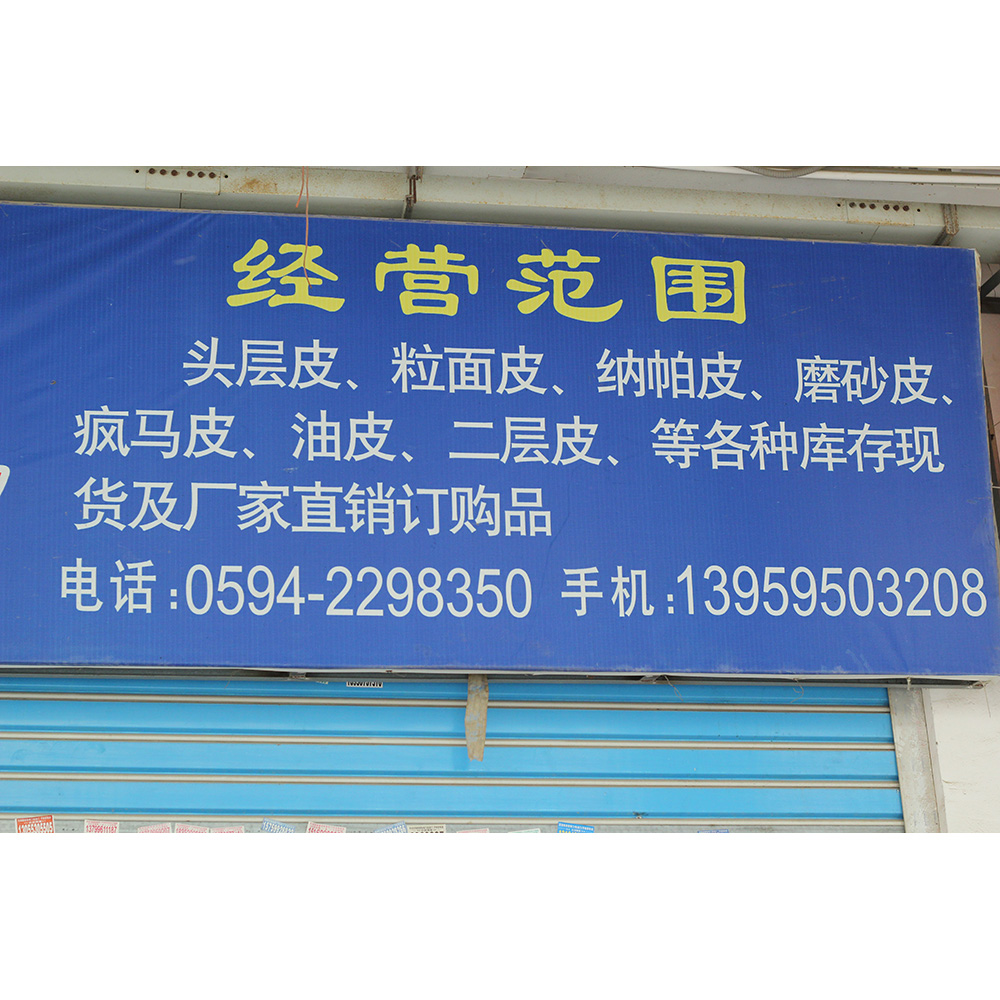 经营范围
头层皮、粒面皮、纳帕皮、磨砂皮、
疯马皮、油皮、二层皮、等各种库存现
货及厂家直销订购品
电话:0594-2298350 手机:13959503208